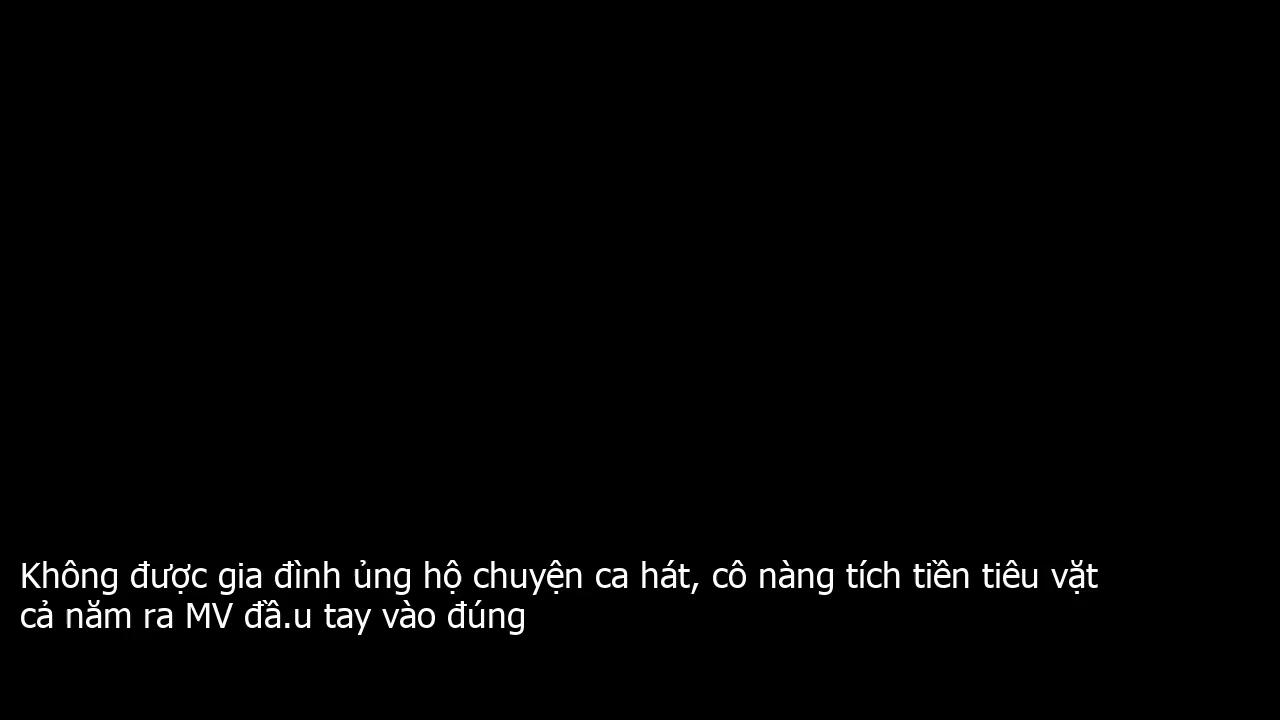 Không được gia đình ủng hộ chuyện ca hát, cô nàng tích tiền tiêu vặt
cả năm ra MV đầ.u tay vào đúng